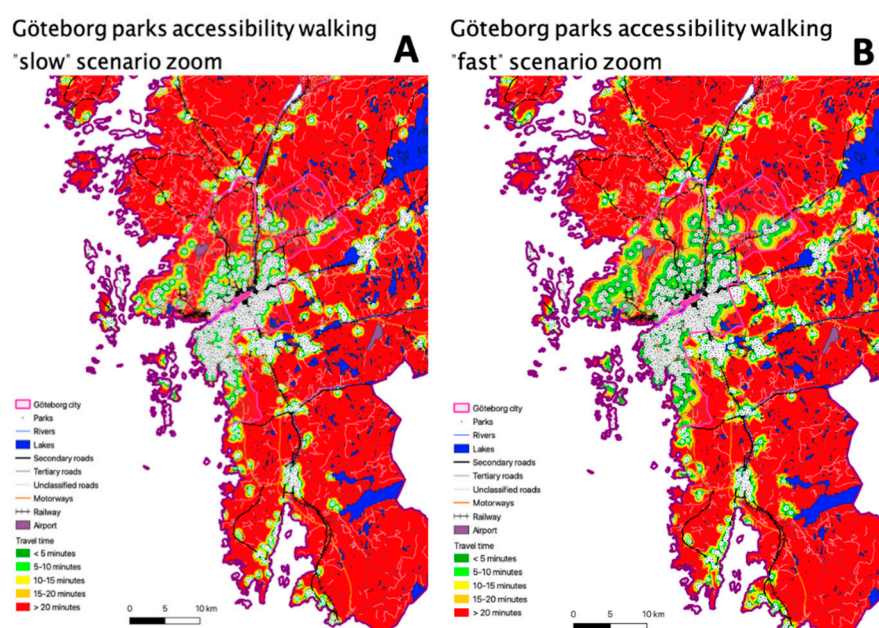 Göteborg parks accessibility walking
"slow" scenario zoom
A
Göteborg city
Parks
Rivers
Lakes
Secondary roads
Tertiary roads
Unclassified roads
Motorways
Railway
Airport
Travel time
< 5 minutes
5-10 minutes
10-15 minutes
15-20 minutes
> 20 minutes
0 5 10 km
Göteborg parks accessibility walking
"fast" scenario zoom
B
Göteborg city
Parks
Rivers
Lakes
Secondary roads
Tertiary roads
Unclassified roads
Motorways
Railway
Airport
Travel time
< 5 minutes
5-10 minutes
10-15 minutes
15-20 minutes
> 20 minutes
0 5 10 km